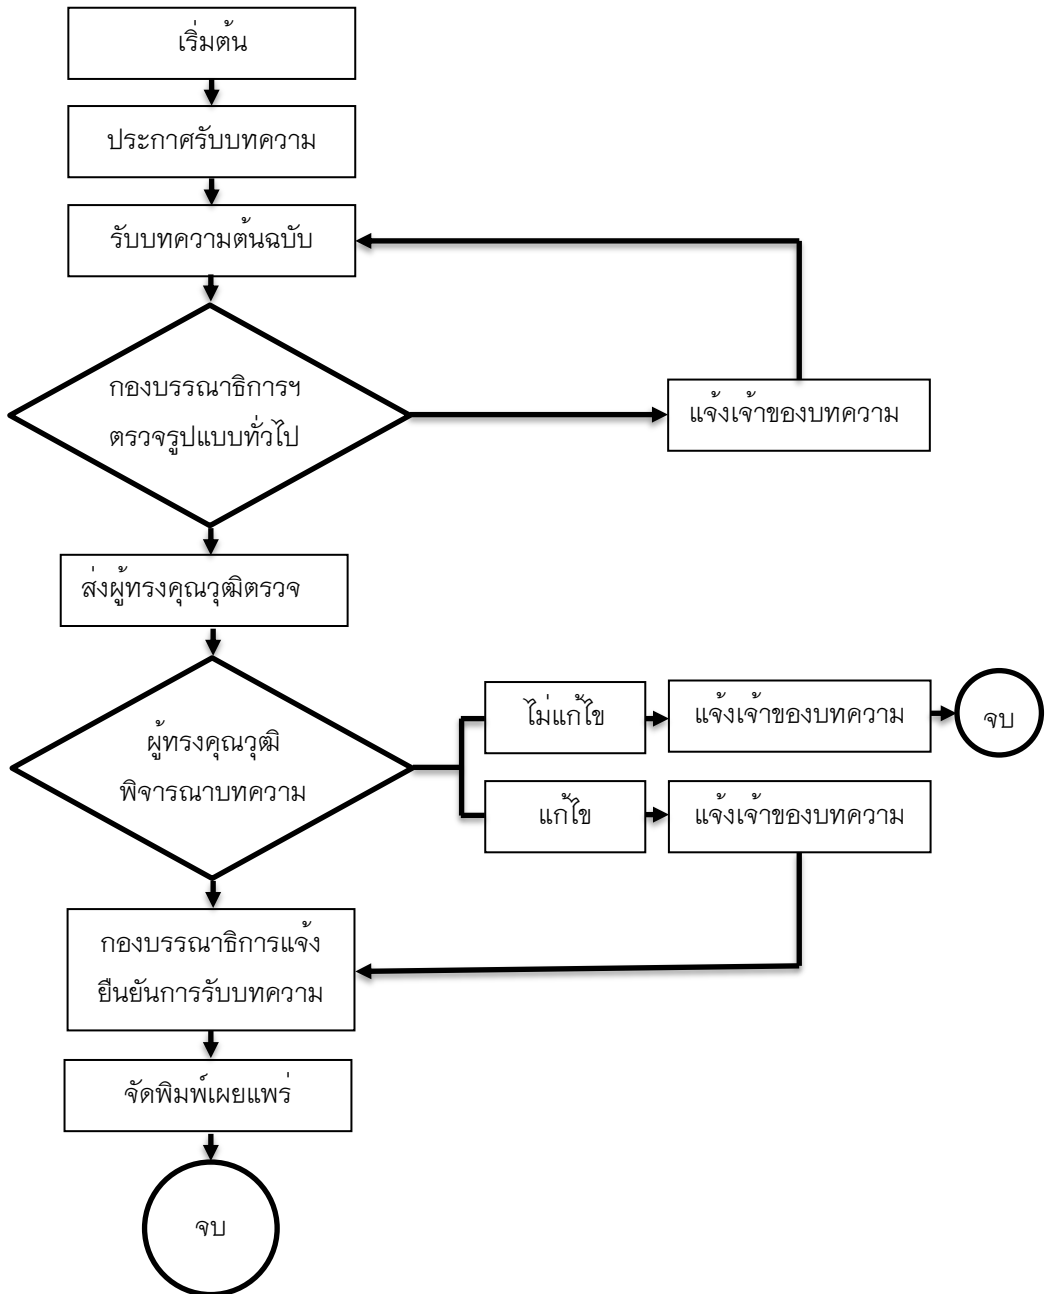 เริ่มต้น
ประกาศรับบทความ
รับบทความต้นฉบับ
กองบรรณาธิการฯ
ตรวจรูปแบบทั่วไป
แจ้งเจ้าของบทความ
ส่งผู้ทรงคุณวุฒิตรวจ
ผู้ทรงคุณวุฒิ
พิจารณาบทความ
ไม่แก้ไข
แจ้งเจ้าของบทความ
จบ
แก้ไข
แจ้งเจ้าของบทความ
กองบรรณาธิการแจ้ง
ยืนยันการรับบทความ
จัดพิมพ์เผยแพร่
จบ